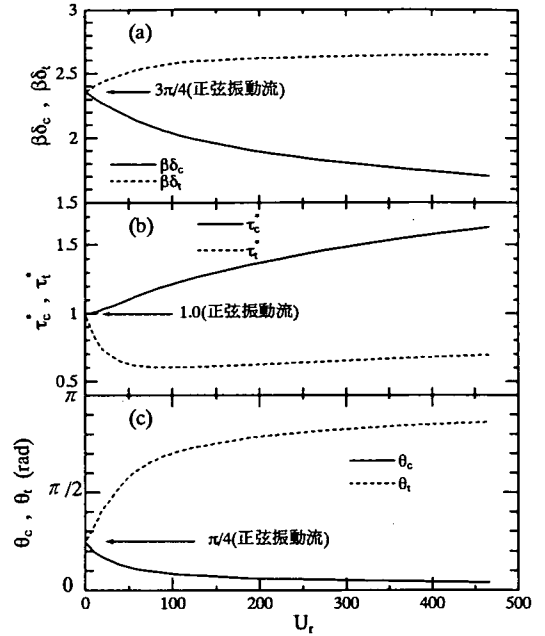 3
(a)
2.5
3π/4(正弦振動流)
βδc , βδt
2
βδc
βδt
1.5
(b)
τc*
τt*
1.5
τc* , τt*
1
1.0(正弦振動流)
0.5
π
(c)
θc , θt (rad)
θc
θt
π/2
π/4(正弦振動流)
0
0 100 200 300 400 500
Ur